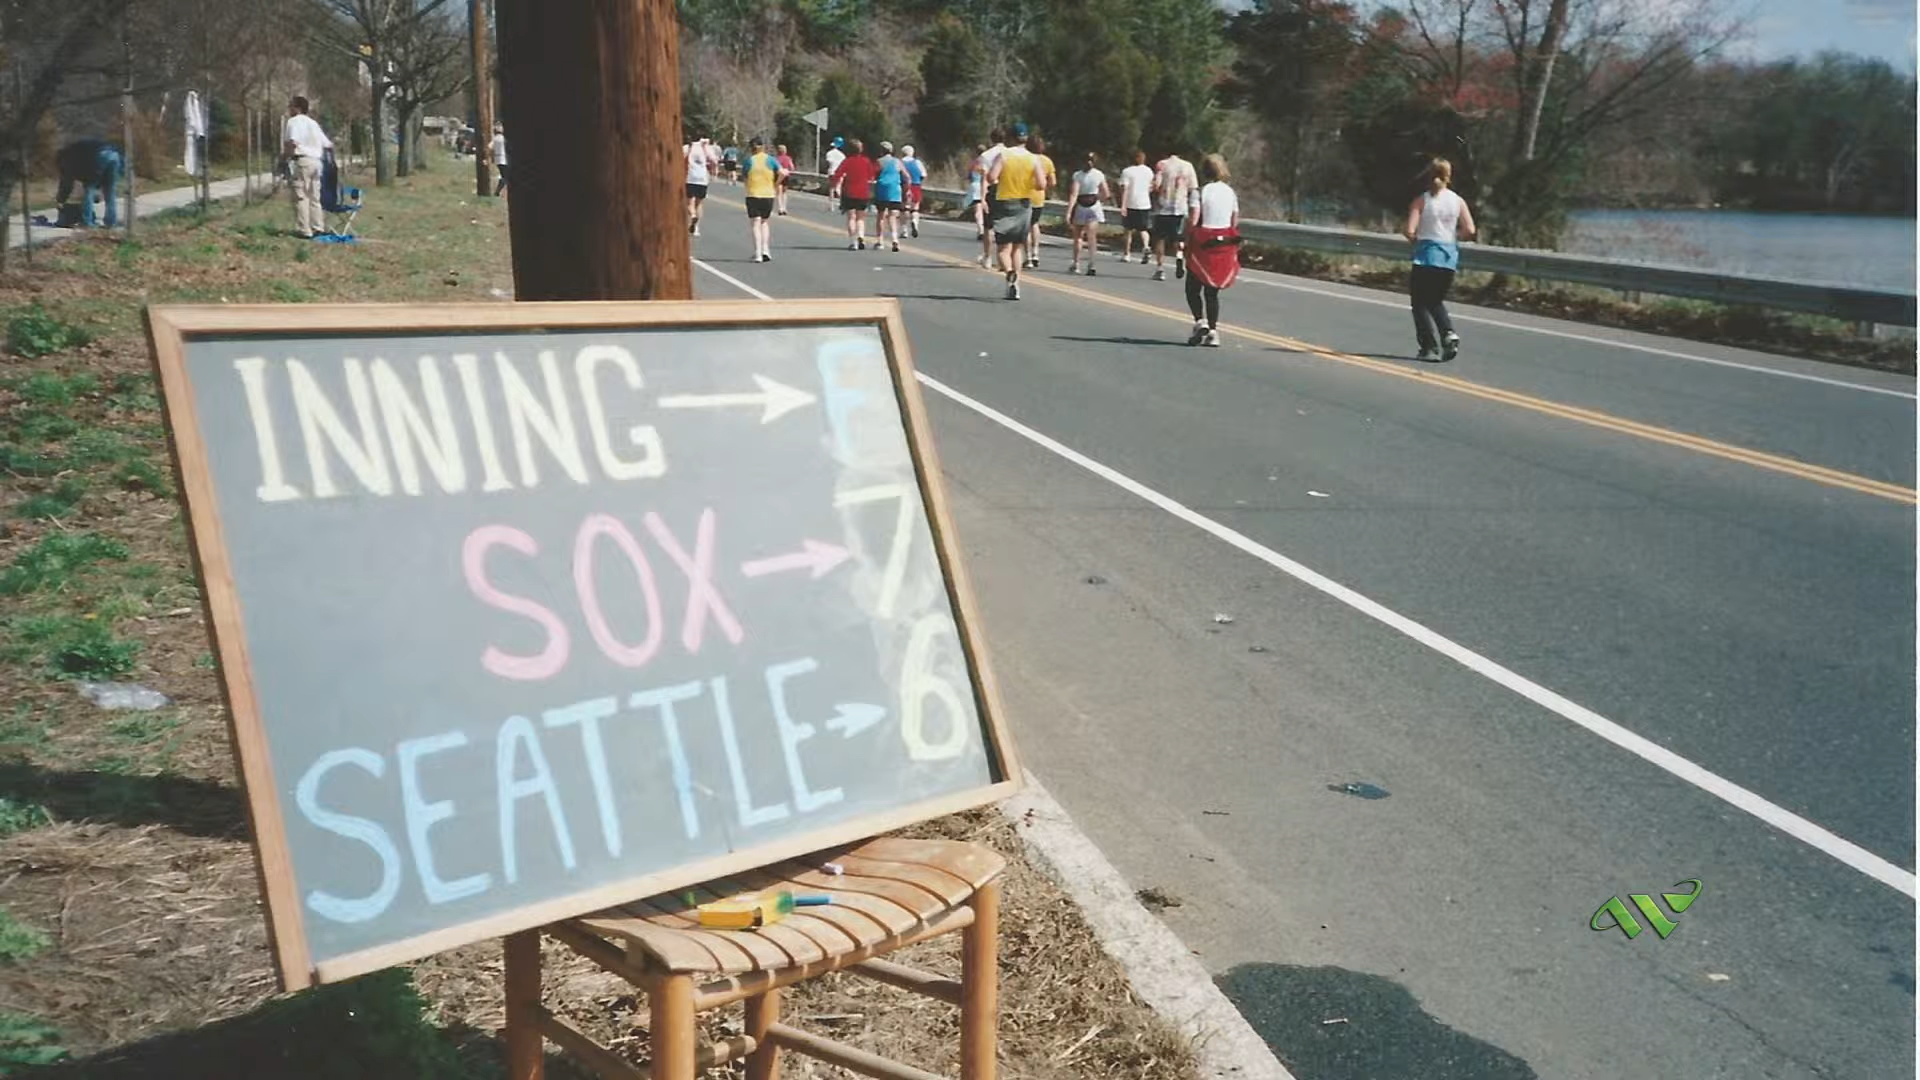 INNING → F
SOX → 7
SEATTLE → 6